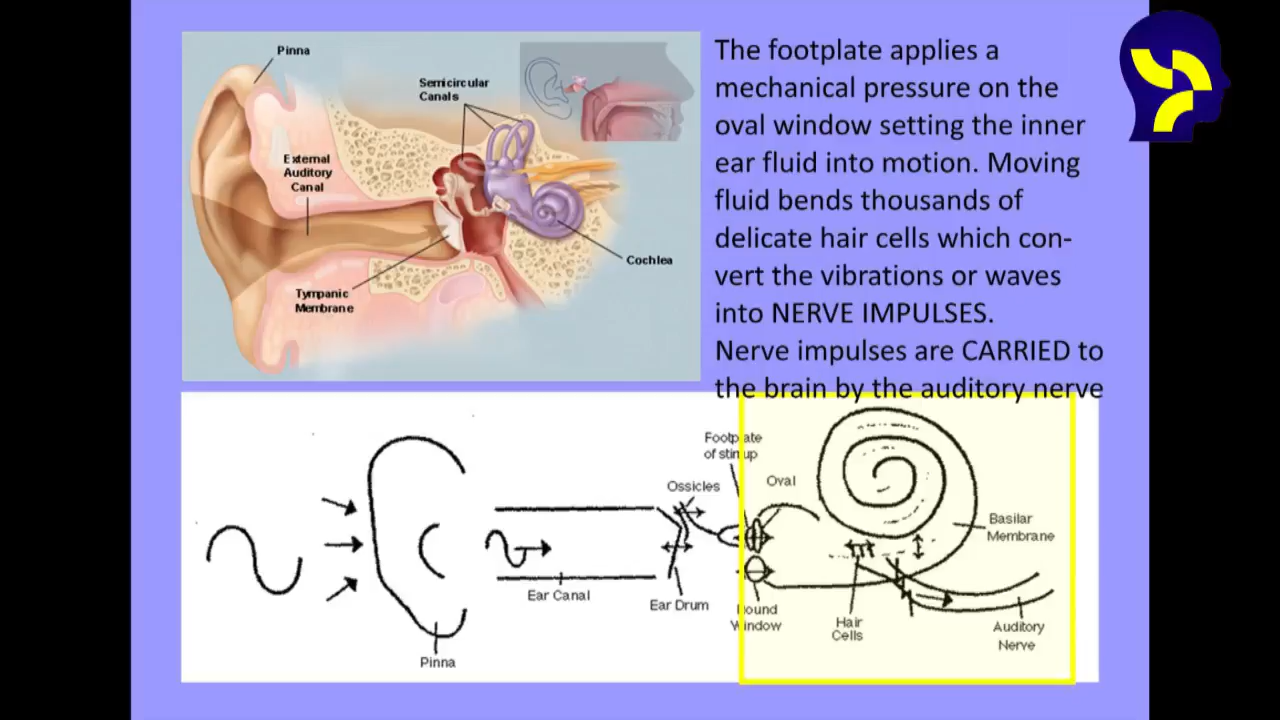 Pinna
Semicircular
Canals
External
Auditory
Canal
Tympanic
Membrane
Cochlea
The footplate applies a
mechanical pressure on the
oval window setting the inner
ear fluid into motion. Moving
fluid bends thousands of
delicate hair cells which con-
vert the vibrations or waves
into NERVE IMPULSES.
Nerve impulses are CARRIED to
the brain by the auditory nerve
Footplate
of stirrup
Ossicles
Oval
Basilar
Membrane
Ear Canal
Ear Drum
Round
Window
Hair
Cells
Auditory
Nerve
Pinna